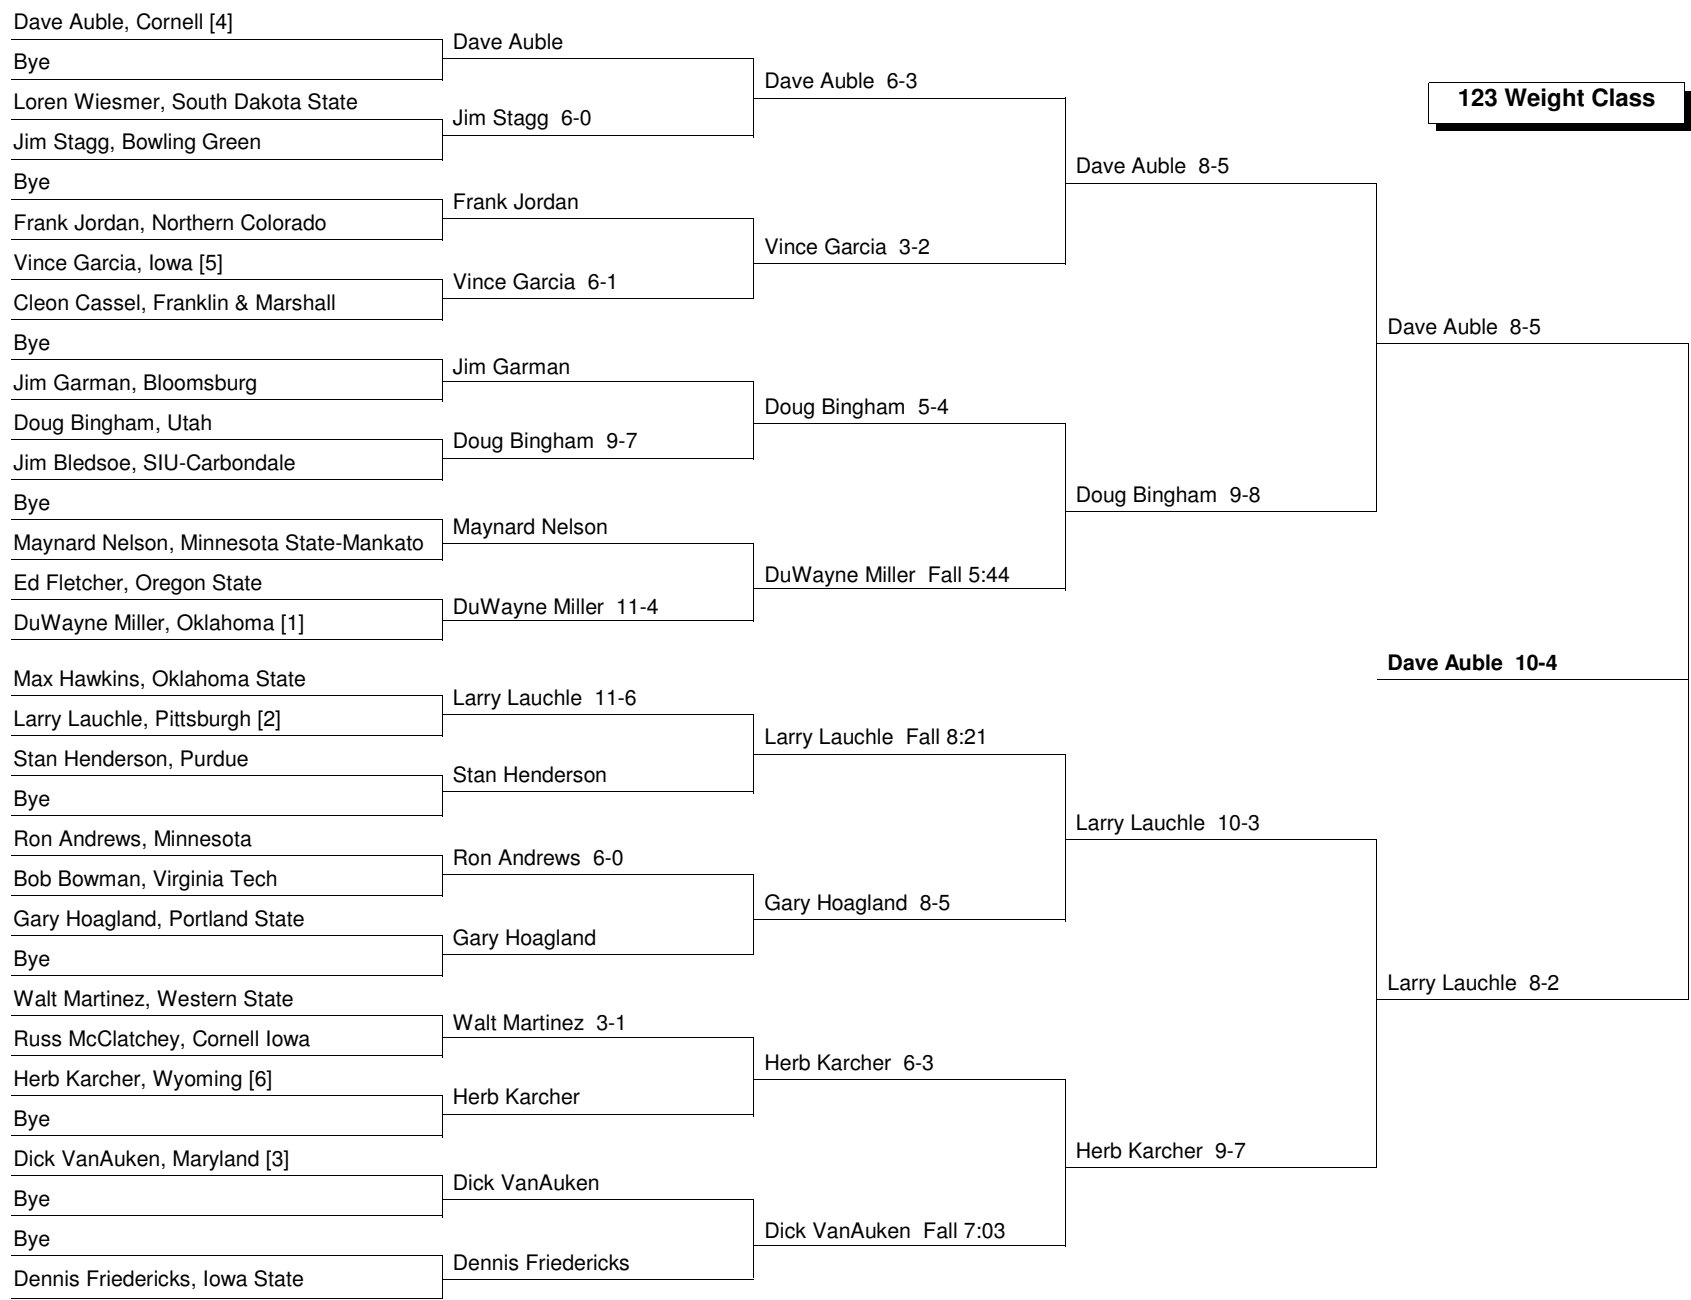 Dave Auble, Cornell [4]
Bye
Loren Wiesmer, South Dakota State
Jim Stagg, Bowling Green
Bye
Frank Jordan, Northern Colorado
Vince Garcia, Iowa [5]
Cleon Cassel, Franklin & Marshall
Bye
Jim Garman, Bloomsburg
Doug Bingham, Utah
Jim Bledsoe, SIU-Carbondale
Bye
Maynard Nelson, Minnesota State-Mankato
Ed Fletcher, Oregon State
DuWayne Miller, Oklahoma [1]
Max Hawkins, Oklahoma State
Larry Lauchle, Pittsburgh [2]
Stan Henderson, Purdue
Bye
Ron Andrews, Minnesota
Bob Bowman, Virginia Tech
Gary Hoagland, Portland State
Bye
Walt Martinez, Western State
Russ McClatchey, Cornell Iowa
Herb Karcher, Wyoming [6]
Bye
Dick VanAuken, Maryland [3]
Bye
Bye
Dennis Friedericks, Iowa State
Dave Auble
Jim Stagg 6-0
Frank Jordan
Vince Garcia 6-1
Jim Garman
Doug Bingham 9-7
Maynard Nelson
DuWayne Miller 11-4
Larry Lauchle 11-6
Stan Henderson
Ron Andrews 6-0
Gary Hoagland
Walt Martinez 3-1
Herb Karcher
Dick VanAuken
Dennis Friedericks
Dave Auble 6-3
Vince Garcia 3-2
Doug Bingham 5-4
DuWayne Miller Fall 5:44
Larry Lauchle Fall 8:21
Gary Hoagland 8-5
Herb Karcher 6-3
Dick VanAuken Fall 7:03
Dave Auble 8-5
Doug Bingham 9-8
Larry Lauchle 10-3
Herb Karcher 9-7
123 Weight Class
Dave Auble 8-5
Dave Auble 10-4
Larry Lauchle 8-2